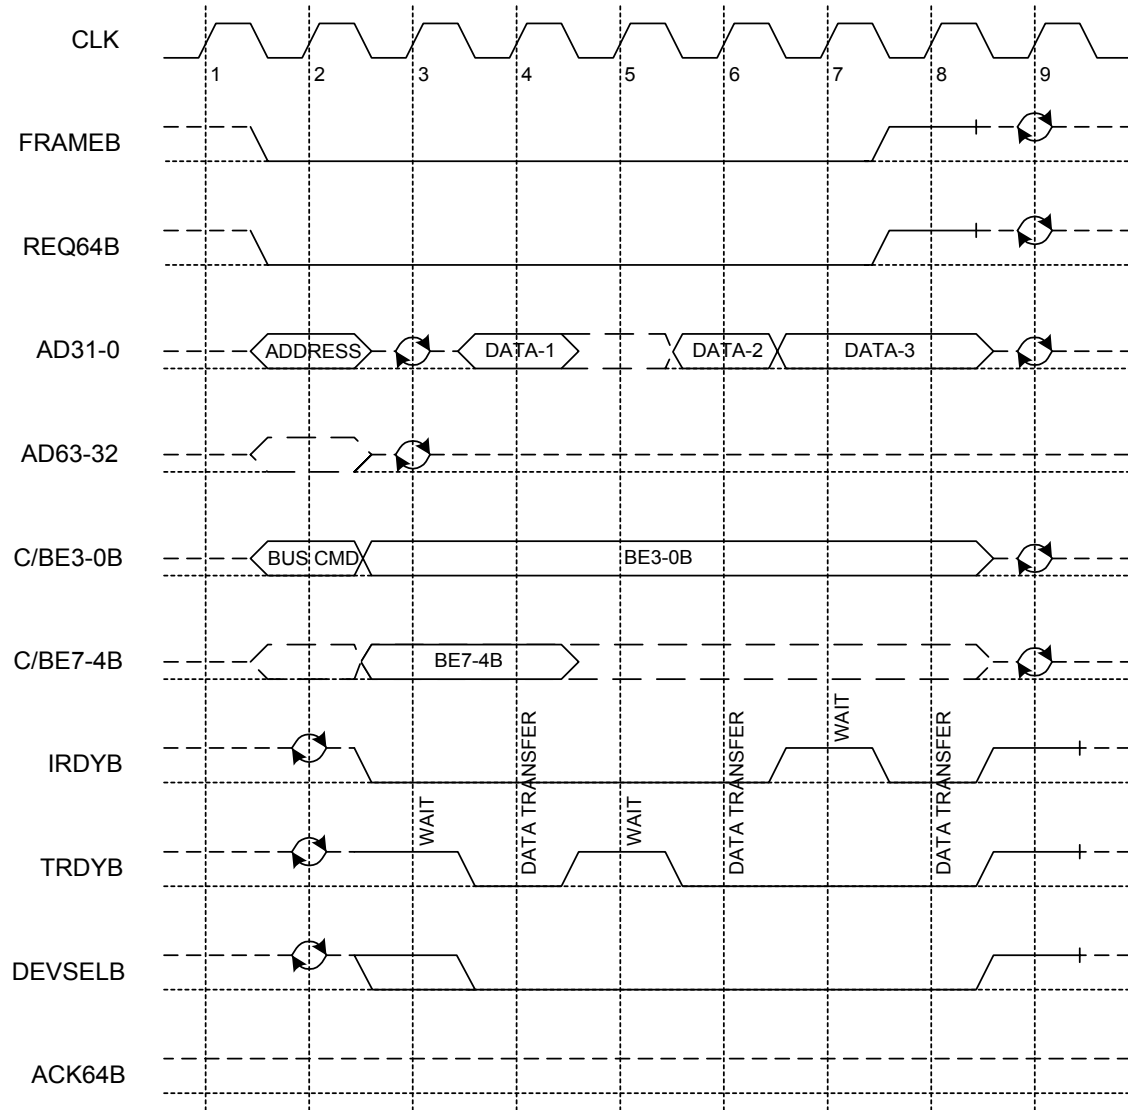 CLK
1 2 3 4 5 6 7 8 9
FRAMEB
REQ64B
AD31-0 ADDRESS DATA-1 DATA-2 DATA-3
AD63-32
C/BE3-0B BUS CMD BE3-0B
C/BE7-4B BE7-4B
IRDYB
WAIT
DATA TRANSFER
WAIT
DATA TRANSFER
WAIT
DATA TRANSFER
TRDYB
DEVSELB
ACK64B